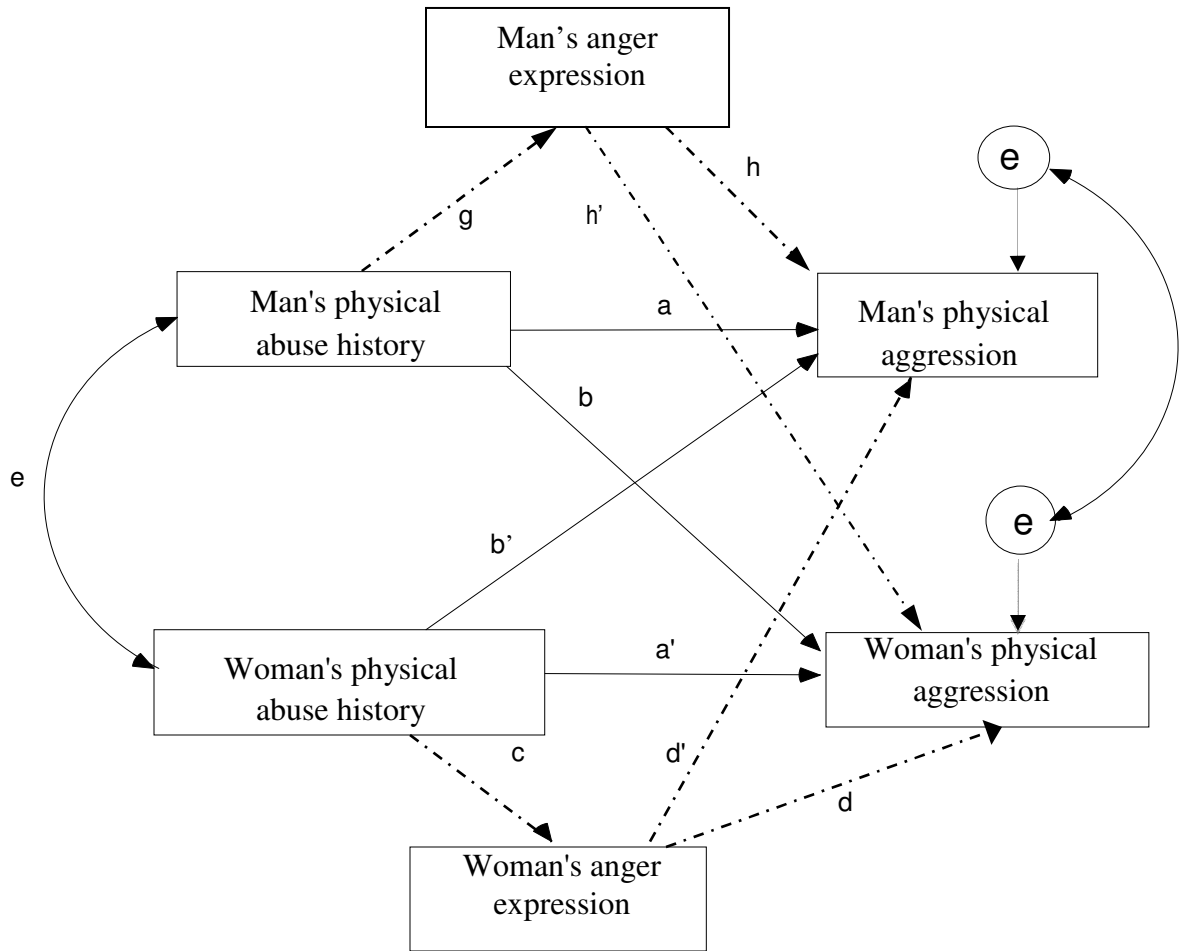 Man’s anger
expression
e
h
g
h’
Man's physical
abuse history
a
Man's physical
aggression
b
e
e
b’
Woman's physical
abuse history
a'
Woman's physical
aggression
c
d'
d
Woman's anger
expression